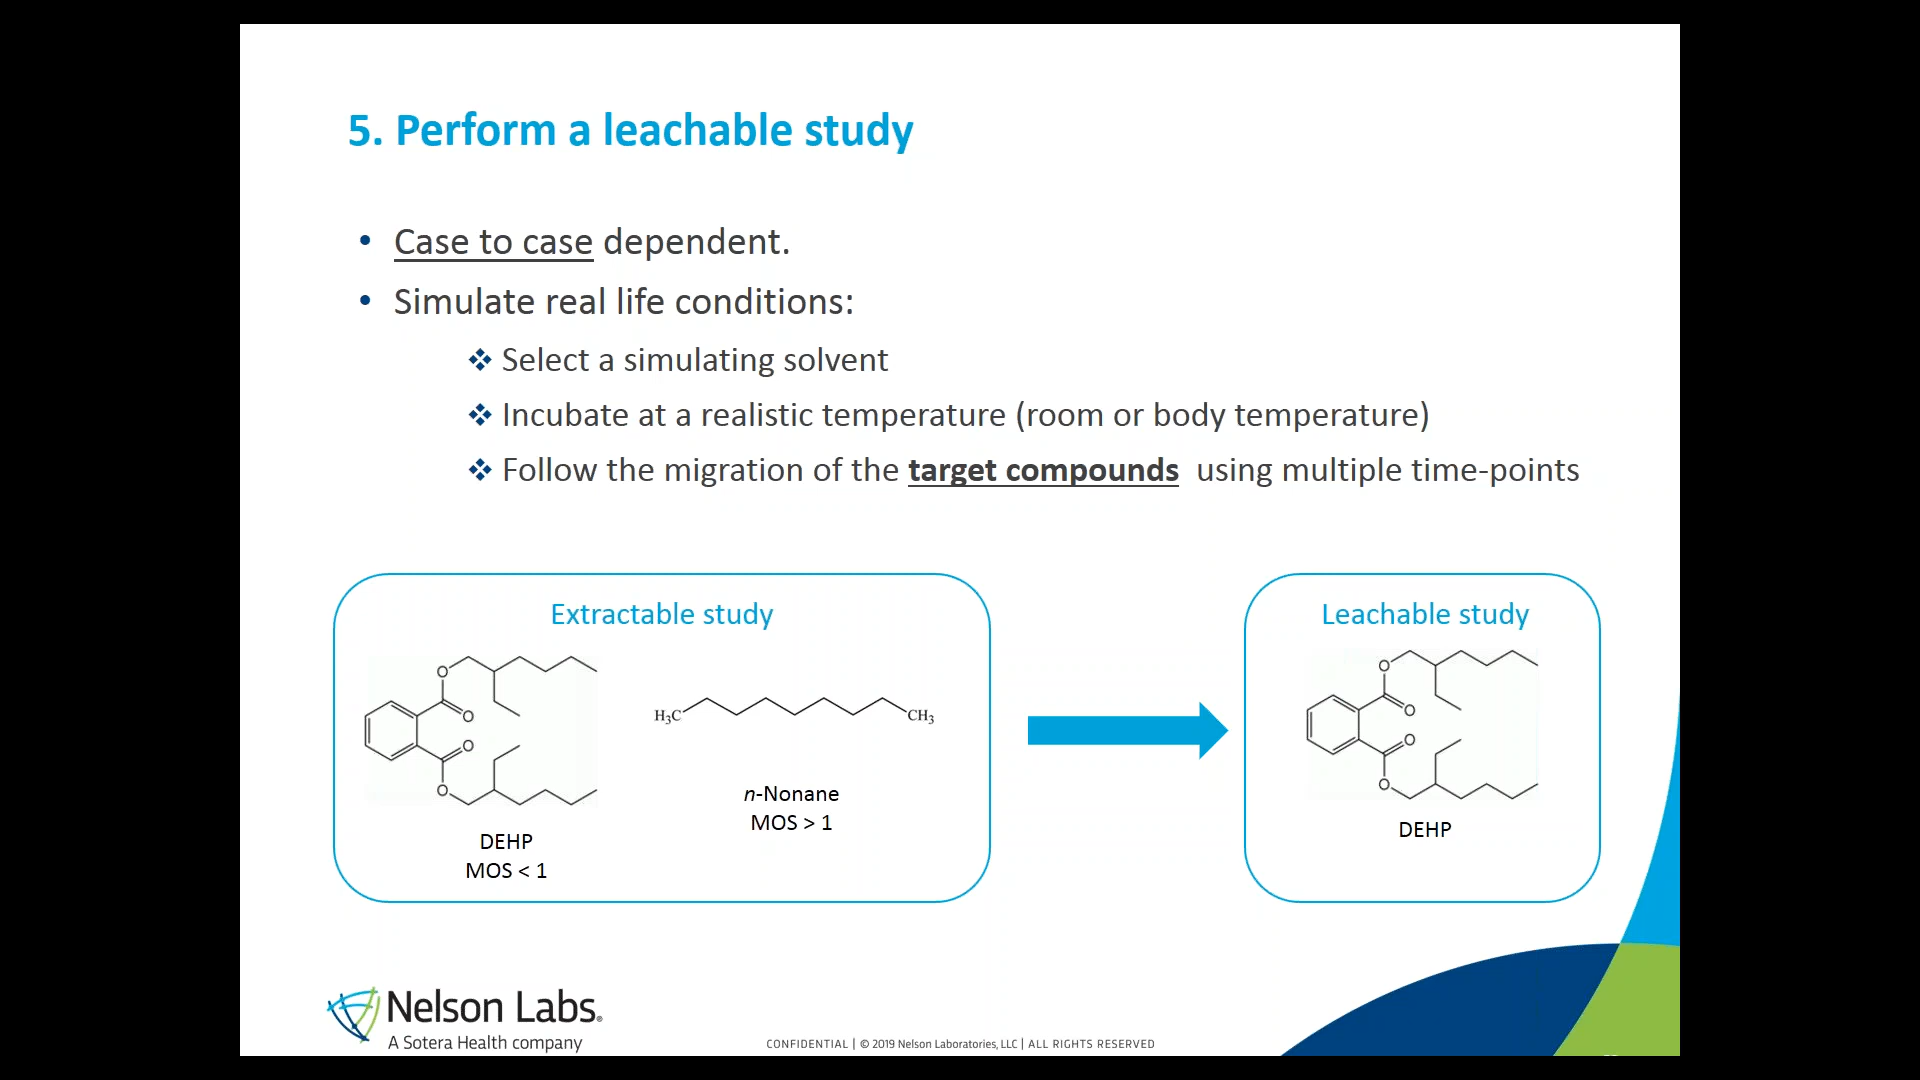 5. Perform a leachable study
• Case to case dependent.
• Simulate real life conditions:
❖ Select a simulating solvent
❖ Incubate at a realistic temperature (room or body temperature)
❖ Follow the migration of the target compounds using multiple time-points
Extractable study
O
O
O
O
DEHP
MOS < 1
H₃C
CH₃
n-Nonane
MOS > 1
Leachable study
O
O
O
O
DEHP
Nelson Labs®
A Sotera Health company
CONFIDENTIAL | © 2019 Nelson Laboratories, LLC | ALL RIGHTS RESERVED